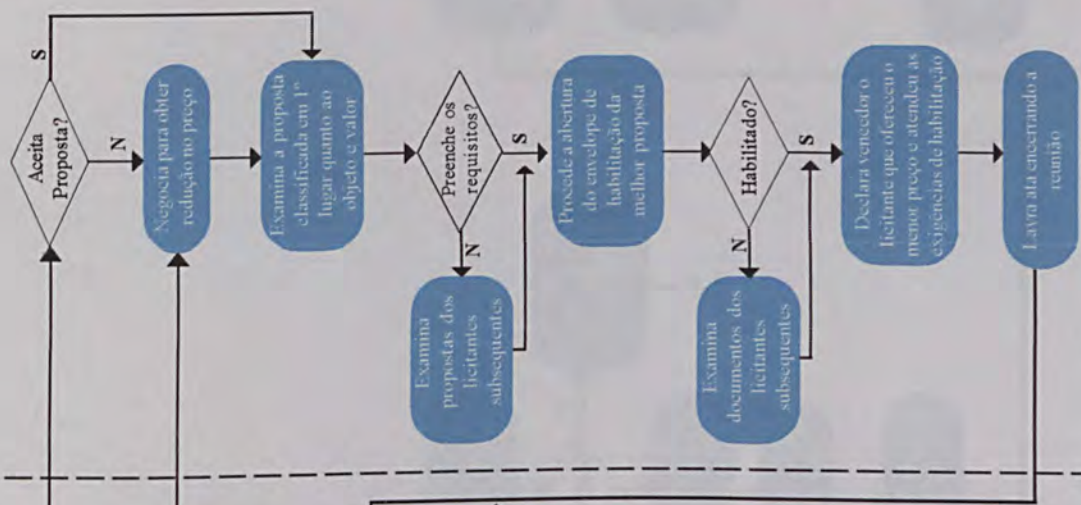 Aceita
Proposta?
S
N
Negocia para obter
redução no preço
Examina a proposta
classificada em 1º
lugar quanto ao
objeto e valor
Preenche os
requisitos?
N
S
Examina
propostas dos
licitantes
subsequentes
Procede a abertura
do envelope de
habilitação da
melhor proposta
Habilitado?
N
S
Examina
documentos dos
licitantes
subsequentes
Declara vencedor o
licitante que ofereceu o
menor preço e atendeu as
exigências de habilitação
Lavra ata encerrando a
reunião